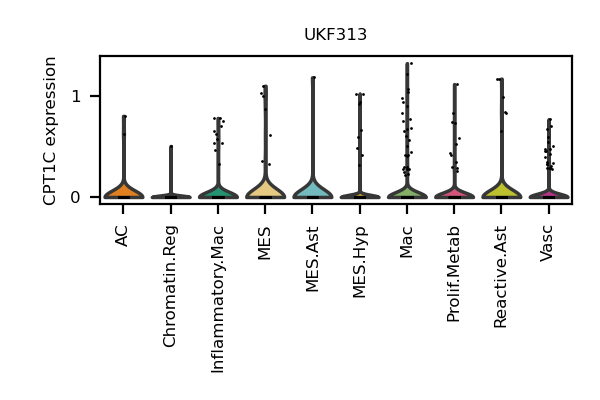 UKF313
CPT1C expression
1
0
AC
Chromatin.Reg
Inflammatory.Mac
MES
MES.Ast
MES.Hyp
Mac
Prolif.Metab
Reactive.Ast
Vasc